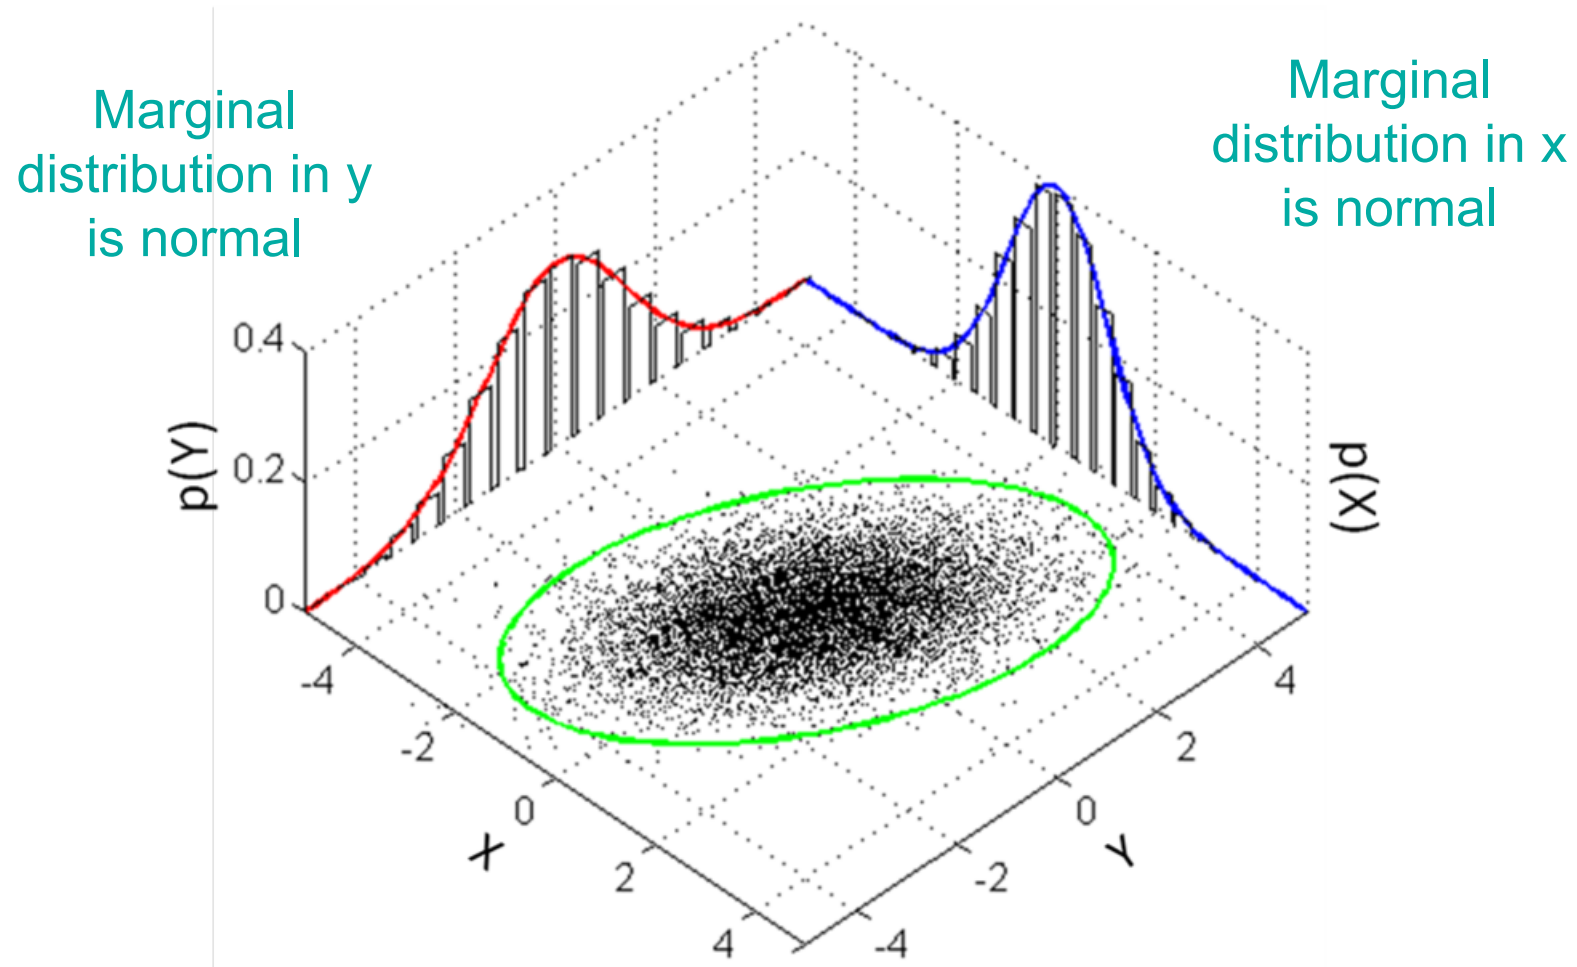 Marginal
distribution in y
is normal
Marginal
distribution in x
is normal
0.4
0.2
0
p(Y)
p(X)
-4
-2
0
2
4
X
4
2
0
-2
-4
Y